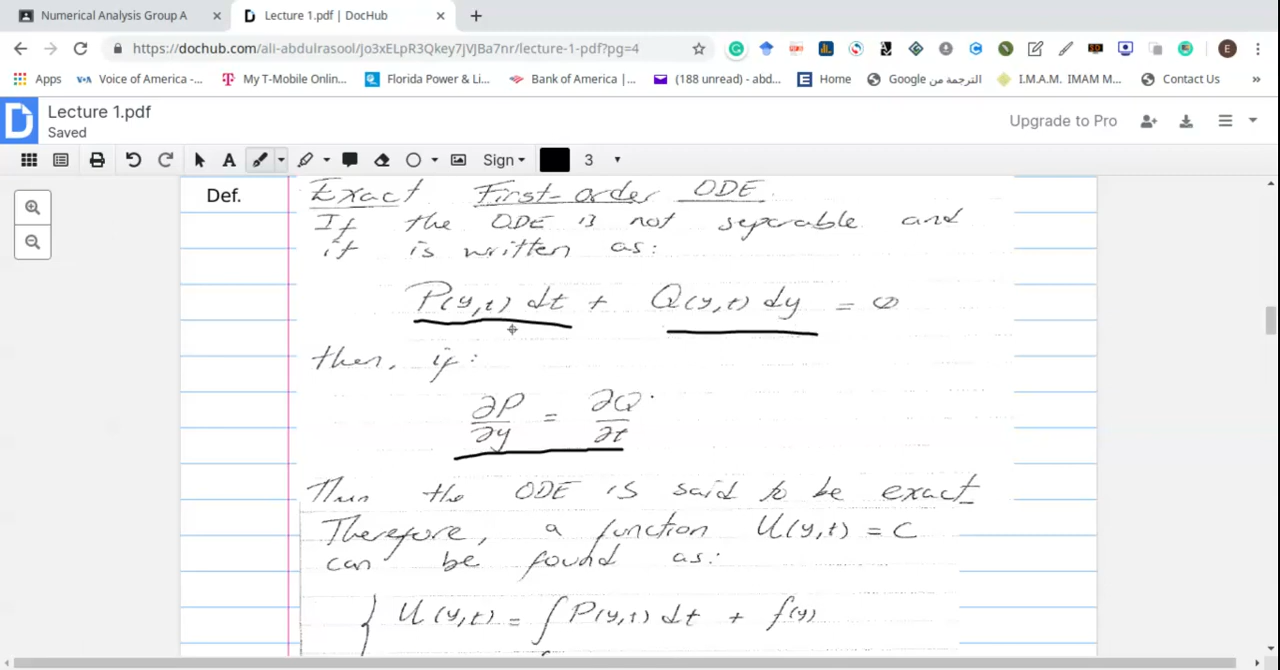 Numerical Analysis Group A
Lecture 1.pdf | DocHub
https://dochub.com/ali-abdulrasool/jo3xELpR3Qkey7jVJBa7nr/lecture-1-pdf?pg=4
E
Apps
Voice of America -...
My T-Mobile Onlin...
Florida Power & Li...
Bank of America |...
(188 unread) - abd...
Home
Google الترجمة من
I.M.A.M. IMAM M...
Contact Us
»
Lecture 1.pdf
Saved
Upgrade to Pro
A
Sign
3
Def.
Exact First-order ODE.
If the ODE is not separable and
it is written as:
P(y,t) dt + Q(y,t) dy = 0
then, if:
∂P/∂y = ∂Q/∂t
Then the ODE is said to be exact
Therefore, a function U(y,t) = C
can be found as:
{ U(y,t) = ∫ P(y,t) dt + f(y)